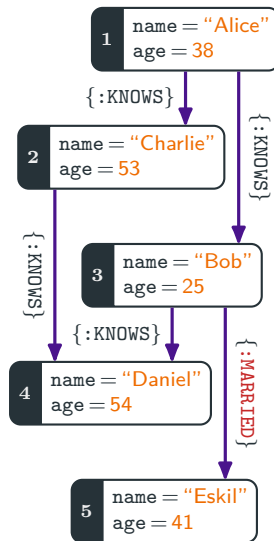 1
name = “Alice”
age = 38
{:KNOWS}
2
name = “Charlie”
age = 53
{:KNOWS}
{:KNOWS}
3
name = “Bob”
age = 25
{:KNOWS}
4
name = “Daniel”
age = 54
{:MARRIED}
5
name = “Eskil”
age = 41